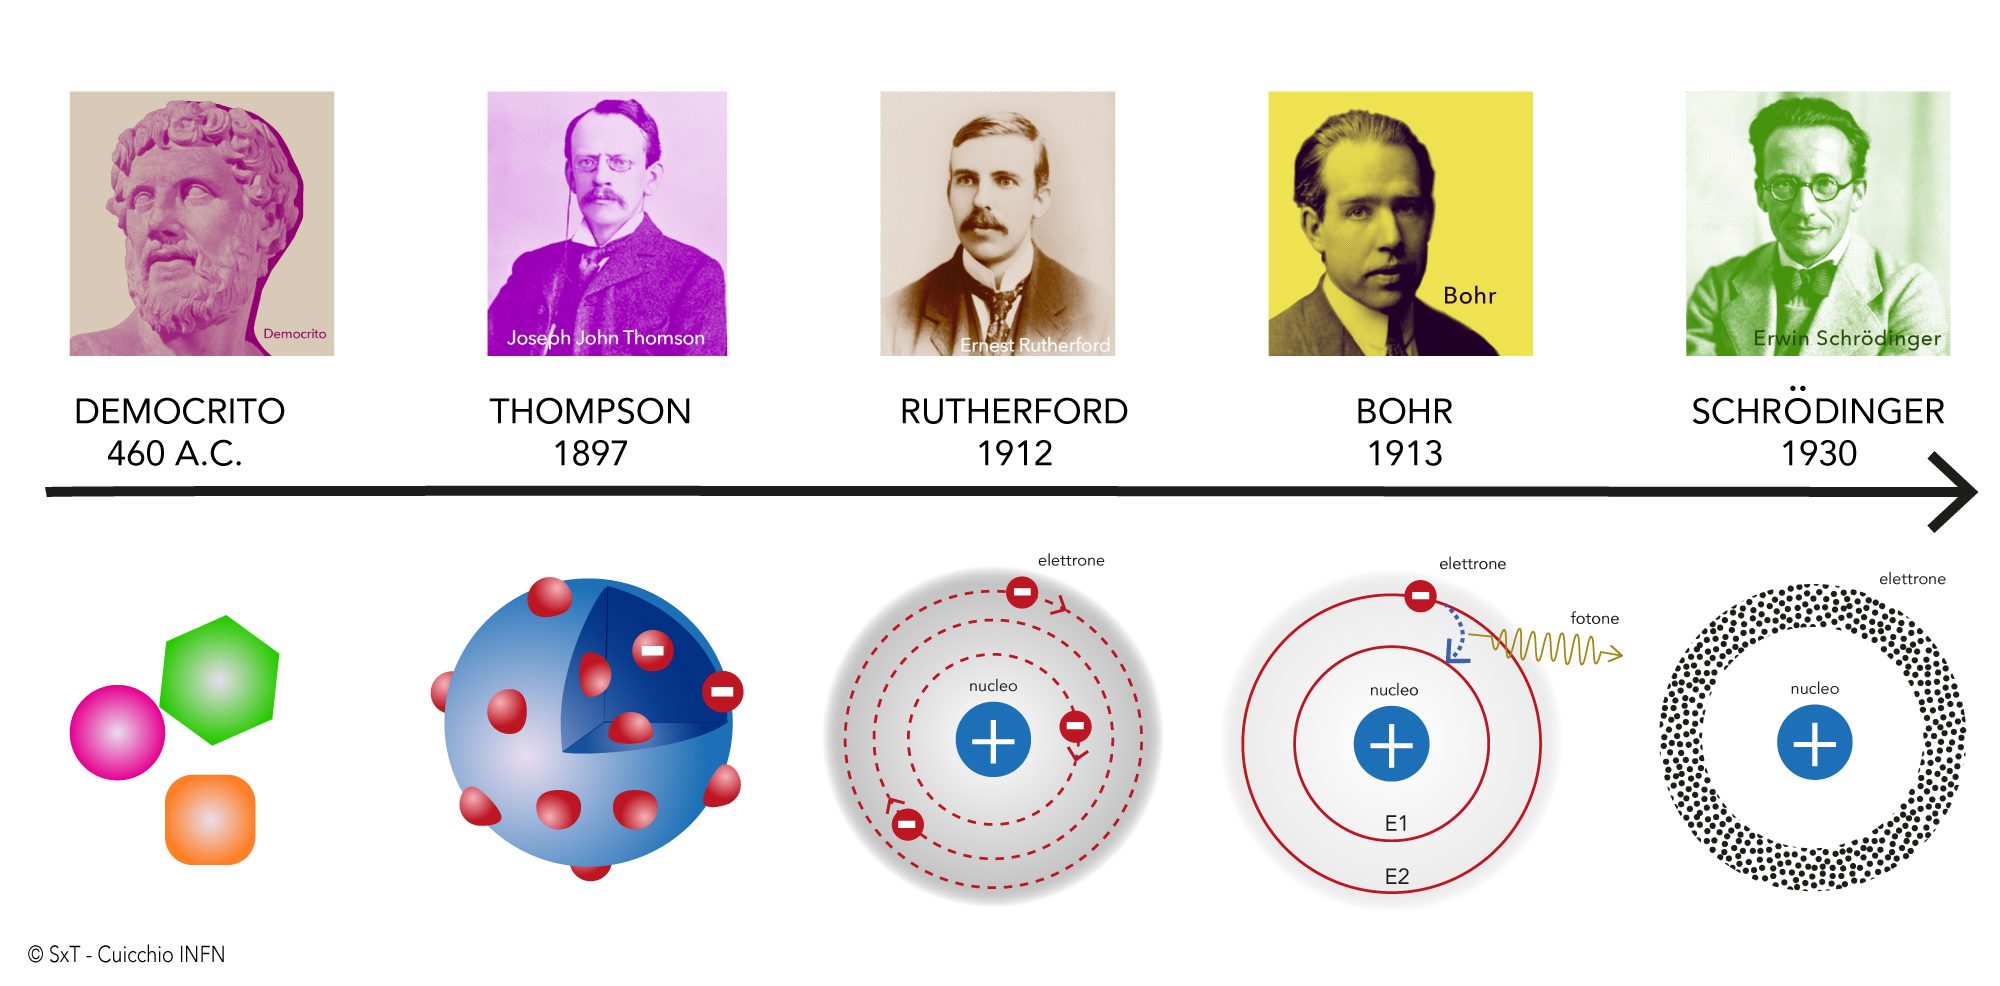 Democrito
Joseph John Thomson
Ernest Rutherford
Bohr
Erwin Schrödinger
DEMOCRITO
460 A.C.
THOMPSON
1897
RUTHERFORD
1912
BOHR
1913
SCHRÖDINGER
1930
elettrone
nucleo
elettrone
fotone
nucleo
E1
E2
elettrone
nucleo
© SxT - Cuicchio INFN